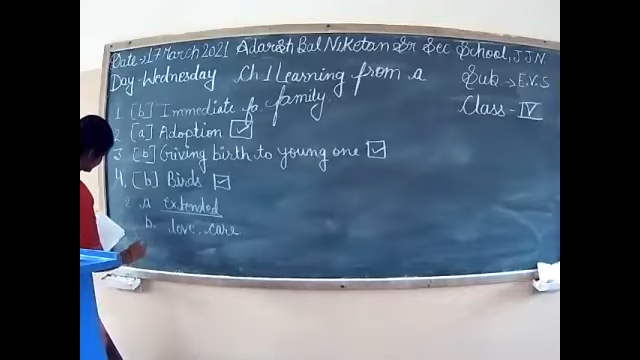 Date → 17 March 2021 Adarsh Bal Niketan Sr Sec School, JJN.
Day - Wednesday Ch 1 Learning from a family. Sub. → E.V.S
Class - IV
1 [b] Immediate fa.
2 [a] Adoption
3 [b] Giving birth to young one
4, [b] Birds
2. a Extended
b. love, care